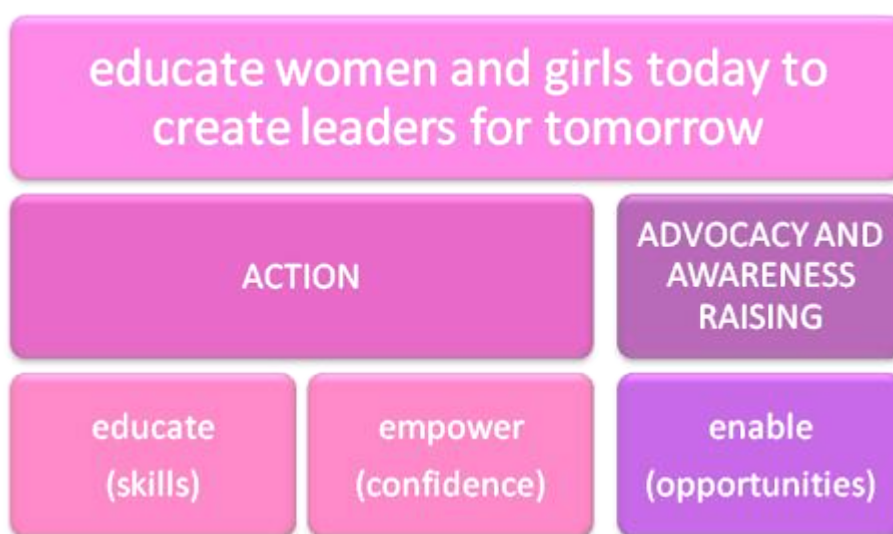 educate women and girls today to
create leaders for tomorrow
ACTION
ADVOCACY AND
AWARENESS
RAISING
educate
(skills)
empower
(confidence)
enable
(opportunities)